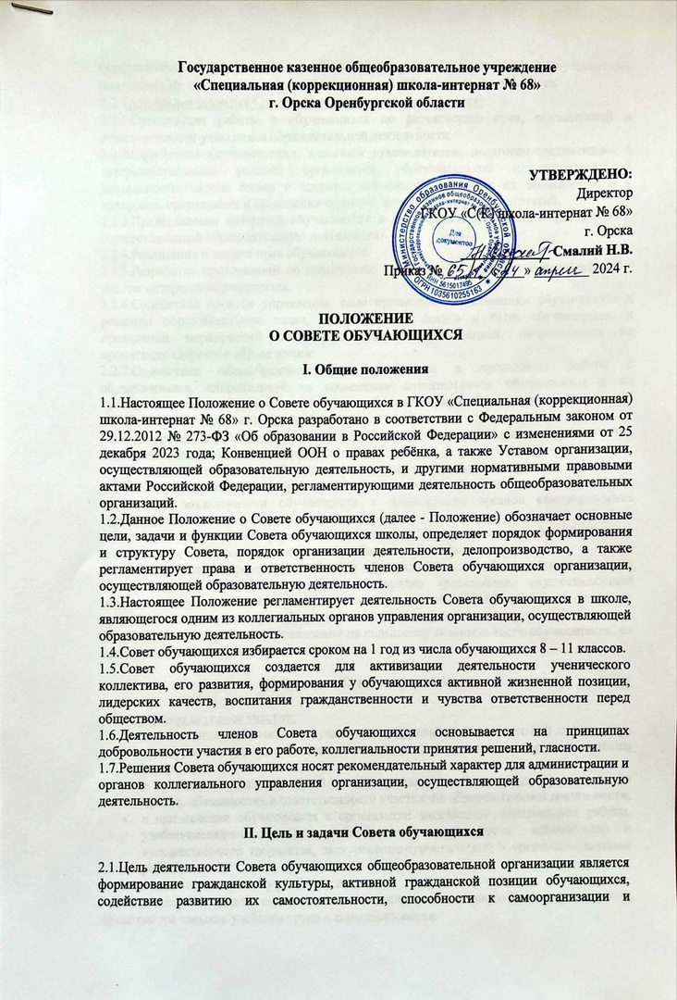 Государственное казенное общеобразовательное учреждение
«Специальная (коррекционная) школа-интернат № 68»
г. Орска Оренбургской области
УТВЕРЖДЕНО:
Директор
ГКОУ «С(К) школа-интернат № 68»
г. Орска
Смалий Н.В.
Приказ № 65/1 «24» апреля 2024 г.
Министерство образования Оренбургской области
Для
документов
ИНН 5615017495
ОГРН 1035610255163
ПОЛОЖЕНИЕ
О СОВЕТЕ ОБУЧАЮЩИХСЯ
I. Общие положения
1.1.Настоящее Положение о Совете обучающихся в ГКОУ «Специальная (коррекционная)
школа-интернат № 68» г. Орска разработано в соответствии с Федеральным законом от
29.12.2012 № 273-ФЗ «Об образовании в Российской Федерации» с изменениями от 25
декабря 2023 года; Конвенцией ООН о правах ребёнка, а также Уставом организации,
осуществляющей образовательную деятельность, и другими нормативными правовыми
актами Российской Федерации, регламентирующими деятельность общеобразовательных
организаций.
1.2.Данное Положение о Совете обучающихся (далее - Положение) обозначает основные
цели, задачи и функции Совета обучающихся школы, определяет порядок формирования
и структуру Совета, порядок организации деятельности, делопроизводство, а также
регламентирует права и ответственность членов Совета обучающихся организации,
осуществляющей образовательную деятельность.
1.3.Настоящее Положение регламентирует деятельность Совета обучающихся в школе,
являющегося одним из коллегиальных органов управления организации, осуществляющей
образовательную деятельность.
1.4.Совет обучающихся избирается сроком на 1 год из числа обучающихся 8 – 11 классов.
1.5.Совет обучающихся создается для активизации деятельности ученического
коллектива, его развития, формирования у обучающихся активной жизненной позиции,
лидерских качеств, воспитания гражданственности и чувства ответственности перед
обществом.
1.6.Деятельность членов Совета обучающихся основывается на принципах
добровольности участия в его работе, коллегиальности принятия решений, гласности.
1.7.Решения Совета обучающихся носят рекомендательный характер для администрации и
органов коллегиального управления организации, осуществляющей образовательную
деятельность.
II. Цель и задачи Совета обучающихся
2.1.Цель деятельности Совета обучающихся общеобразовательной организации является
формирование гражданской культуры, активной гражданской позиции обучающихся,
содействие развитию их самостоятельности, способности к самоорганизации и